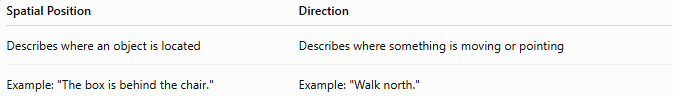 Spatial Position Direction
Describes where an object is located Describes where something is moving or pointing
Example: "The box is behind the chair." Example: "Walk north."